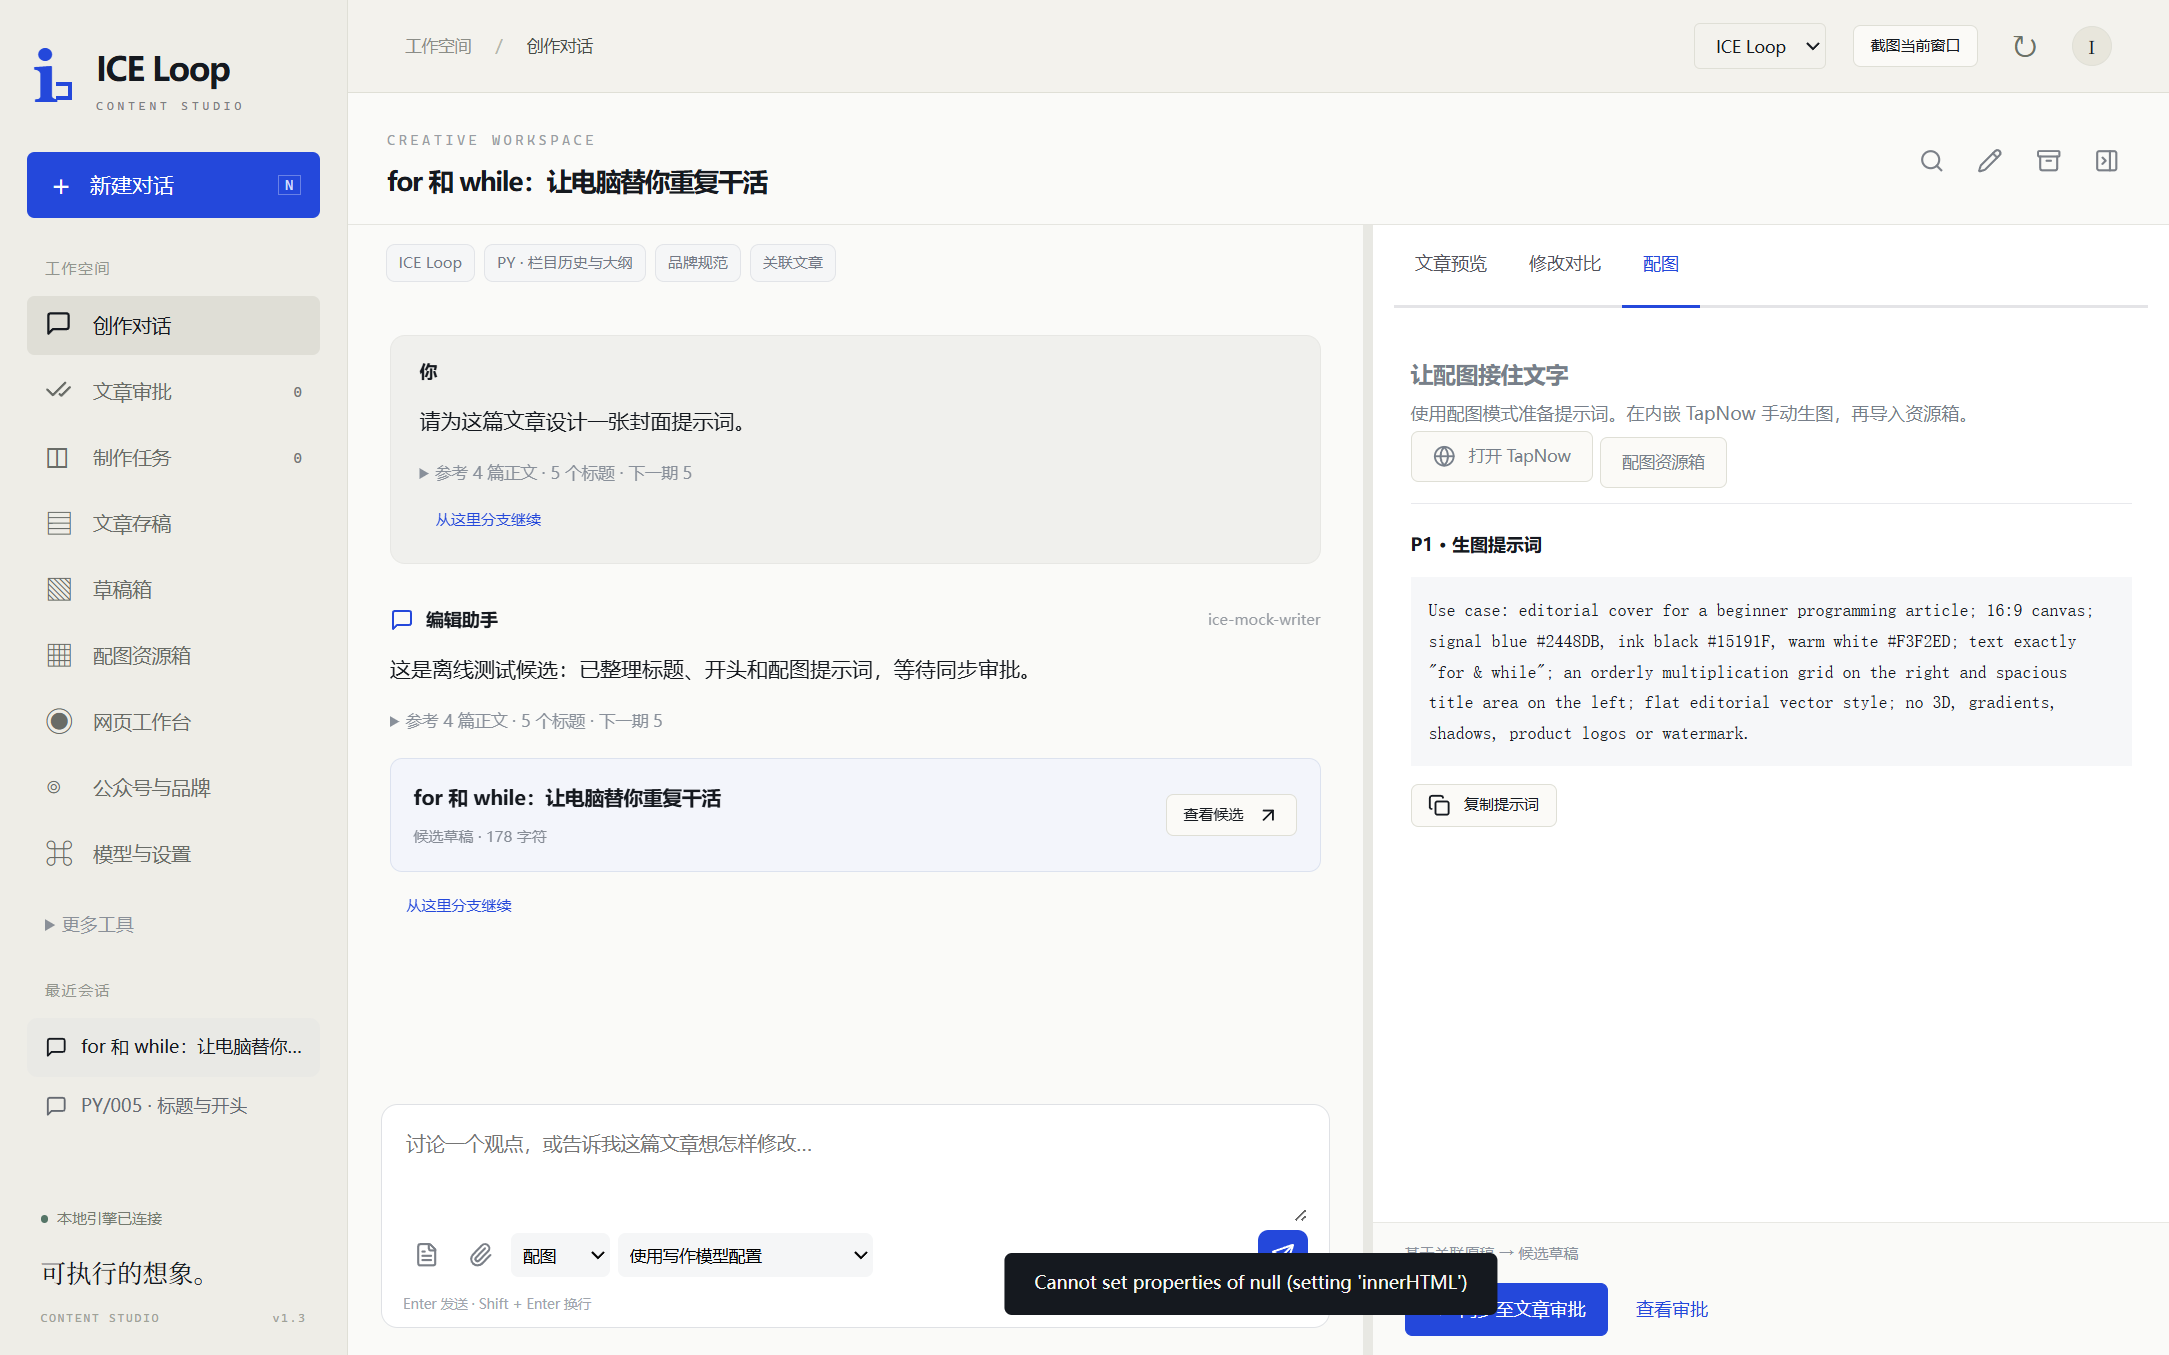 ICE Loop
CONTENT STUDIO
+ 新建对话 N
工作空间
创作对话
文章审批 0
制作任务 0
文章存稿
草稿箱
配图资源箱
网页工作台
公众号与品牌
模型与设置
更多工具
最近会话
for 和 while：让电脑替你...
PY/005 · 标题与开头
本地引擎已连接
可执行的想象。
CONTENT STUDIO v1.3
工作空间 / 创作对话
ICE Loop
截图当前窗口
I
CREATIVE WORKSPACE
for 和 while：让电脑替你重复干活
ICE Loop
PY · 栏目历史与大纲
品牌规范
关联文章
你
请为这篇文章设计一张封面提示词。
参考 4 篇正文 · 5 个标题 · 下一期 5
从这里分支继续
编辑助手
ice-mock-writer
这是离线测试候选：已整理标题、开头和配图提示词，等待同步审批。
参考 4 篇正文 · 5 个标题 · 下一期 5
for 和 while：让电脑替你重复干活
候选草稿 · 178 字符
查看候选
从这里分支继续
讨论一个观点，或告诉我这篇文章想怎样修改...
配图
使用写作模型配置
Enter 发送 · Shift + Enter 换行
文章预览
修改对比
配图
让配图接住文字
使用配图模式准备提示词。在内嵌 TapNow 手动生图，再导入资源箱。
打开 TapNow
配图资源箱
P1 · 生图提示词
Use case: editorial cover for a beginner programming article; 16:9 canvas;
signal blue #2448DB, ink black #15191F, warm white #F3F2ED; text exactly
"for & while"; an orderly multiplication grid on the right and spacious
title area on the left; flat editorial vector style; no 3D, gradients,
shadows, product logos or watermark.
复制提示词
→ 候选草稿
Cannot set properties of null (setting 'innerHTML')
至文章审批
查看审批